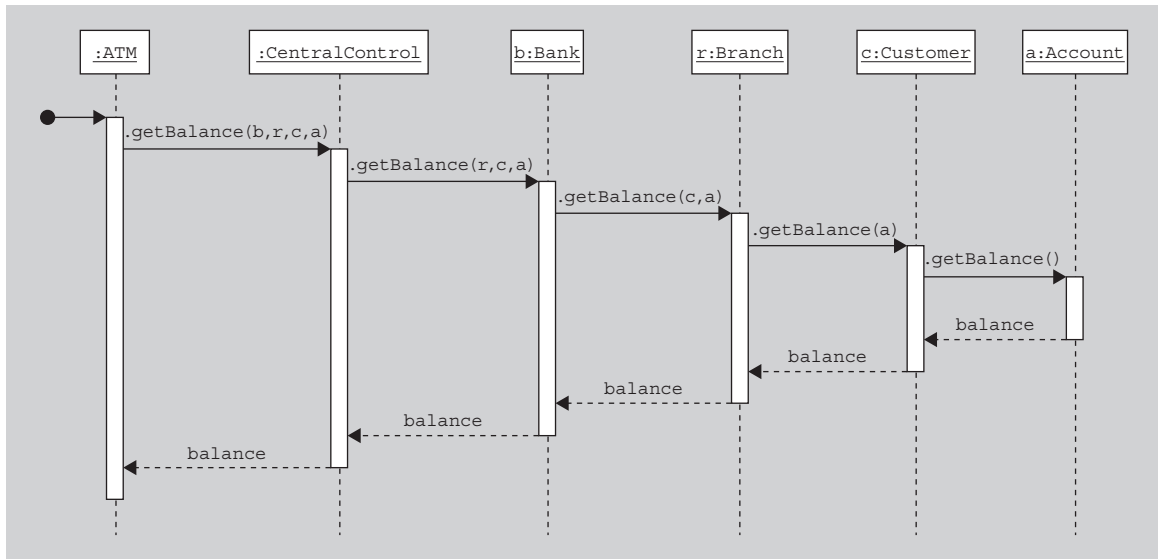 :ATM
:CentralControl
b:Bank
r:Branch
c:Customer
a:Account
.getBalance(b,r,c,a)
.getBalance(r,c,a)
.getBalance(c,a)
.getBalance(a)
.getBalance()
balance
balance
balance
balance
balance